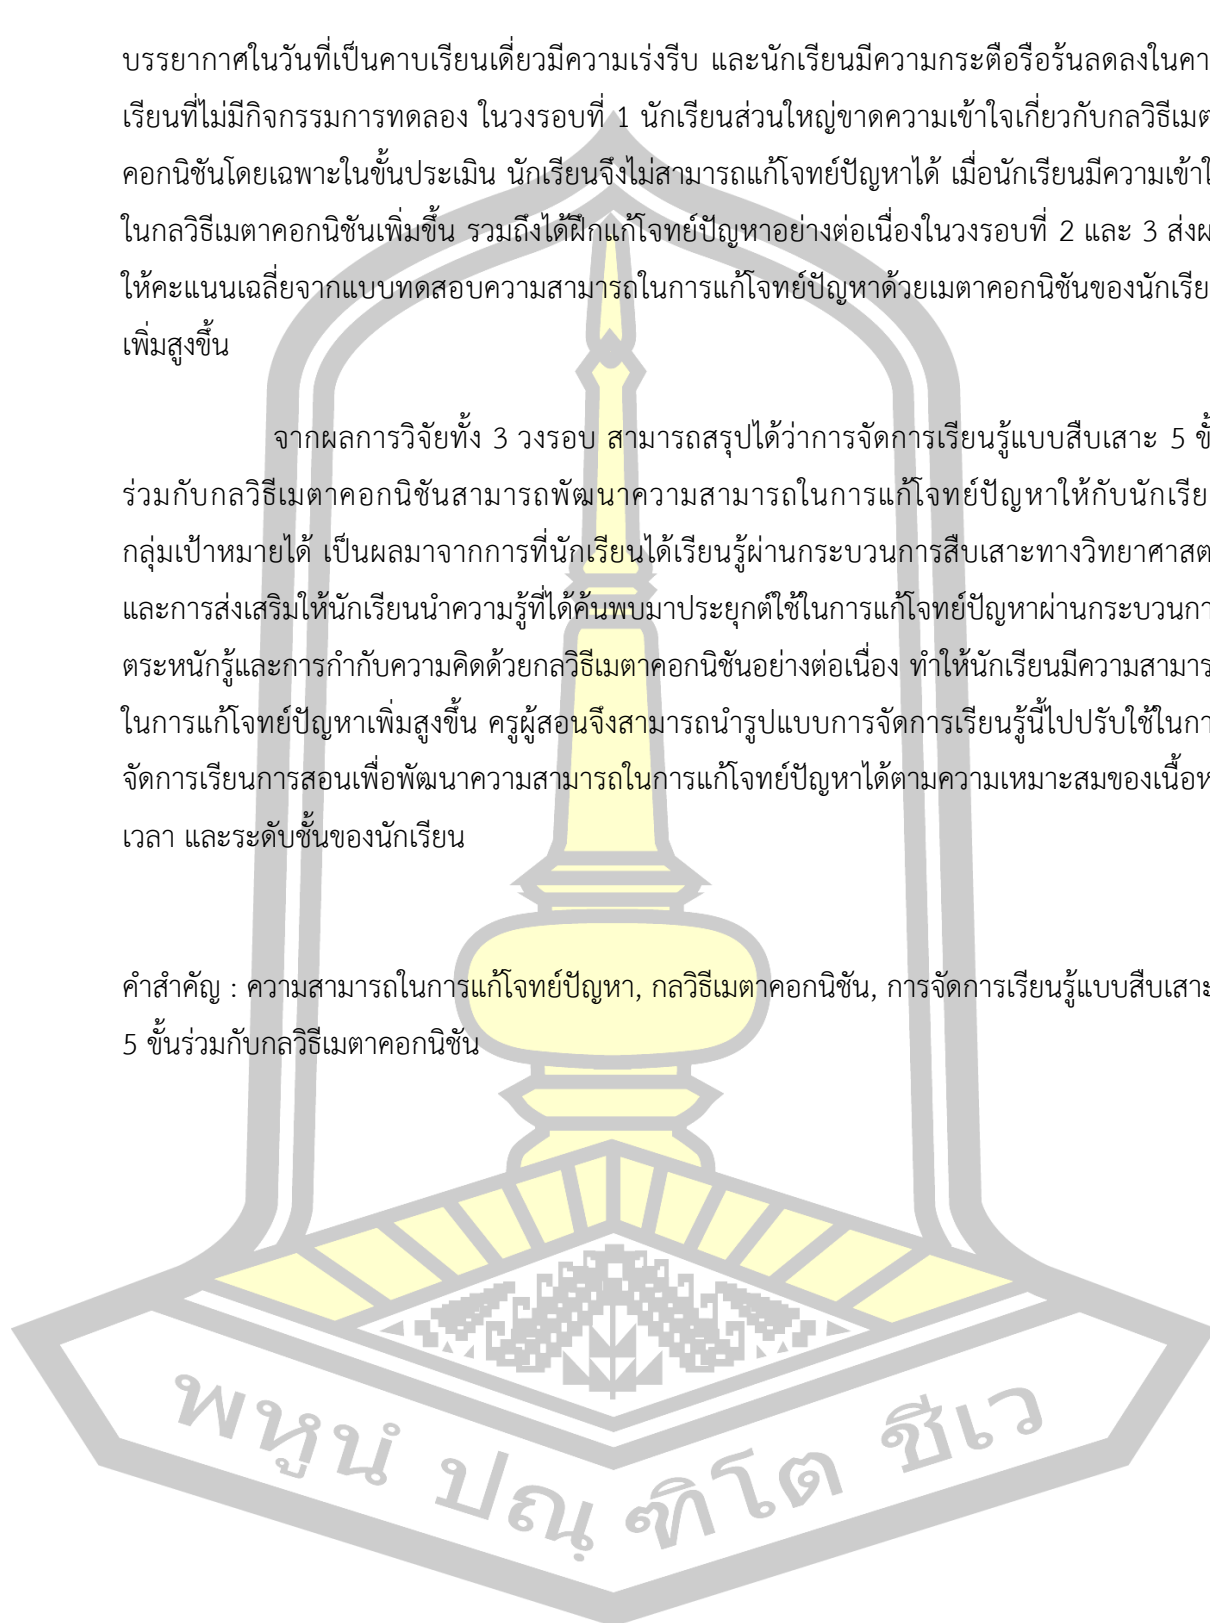 บรรยากาศในวันที่เป็นคาบเรียนเดี่ยวมีความเร่งรีบ และนักเรียนมีความกระตือรือร้นลดลงในคา
เรียนที่ไม่มีกิจกรรมการทดลอง ในวงรอบที่ 1 นักเรียนส่วนใหญ่ขาดความเข้าใจเกี่ยวกับกลวิธีเมต
คอกนิชันโดยเฉพาะในขั้นประเมิน นักเรียนจึงไม่สามารถแก้โจทย์ปัญหาได้ เมื่อนักเรียนมีความเข้าใ
ในกลวิธีเมตาคอกนิชันเพิ่มขึ้น รวมถึงได้ฝึกแก้โจทย์ปัญหาอย่างต่อเนื่องในวงรอบที่ 2 และ 3 ส่งผ
ให้คะแนนเฉลี่ยจากแบบทดสอบความสามารถในการแก้โจทย์ปัญหาด้วยเมตาคอกนิชันของนักเรีย
เพิ่มสูงขึ้น
จากผลการวิจัยทั้ง 3 วงรอบ สามารถสรุปได้ว่าการจัดการเรียนรู้แบบสืบเสาะ 5 ขั้
ร่วมกับกลวิธีเมตาคอกนิชันสามารถพัฒนาความสามารถในการแก้โจทย์ปัญหาให้กับนักเรีย
กลุ่มเป้าหมายได้ เป็นผลมาจากการที่นักเรียนได้เรียนรู้ผ่านกระบวนการสืบเสาะทางวิทยาศาสต
และการส่งเสริมให้นักเรียนนำความรู้ที่ได้ค้นพบมาประยุกต์ใช้ในการแก้โจทย์ปัญหาผ่านกระบวนกา
ตระหนักรู้และการกำกับความคิดด้วยกลวิธีเมตาคอกนิชันอย่างต่อเนื่อง ทำให้นักเรียนมีความสามาร
ในการแก้โจทย์ปัญหาเพิ่มสูงขึ้น ครูผู้สอนจึงสามารถนำรูปแบบการจัดการเรียนรู้นี้ไปปรับใช้ในกา
จัดการเรียนการสอนเพื่อพัฒนาความสามารถในการแก้โจทย์ปัญหาได้ตามความเหมาะสมของเนื้อห
เวลา และระดับชั้นของนักเรียน
คำสำคัญ : ความสามารถในการแก้โจทย์ปัญหา, กลวิธีเมตาคอกนิชัน, การจัดการเรียนรู้แบบสืบเสาะ
5 ขั้นร่วมกับกลวิธีเมตาคอกนิชัน
พหูนํ ปณฺ ฑิโต ชีเว